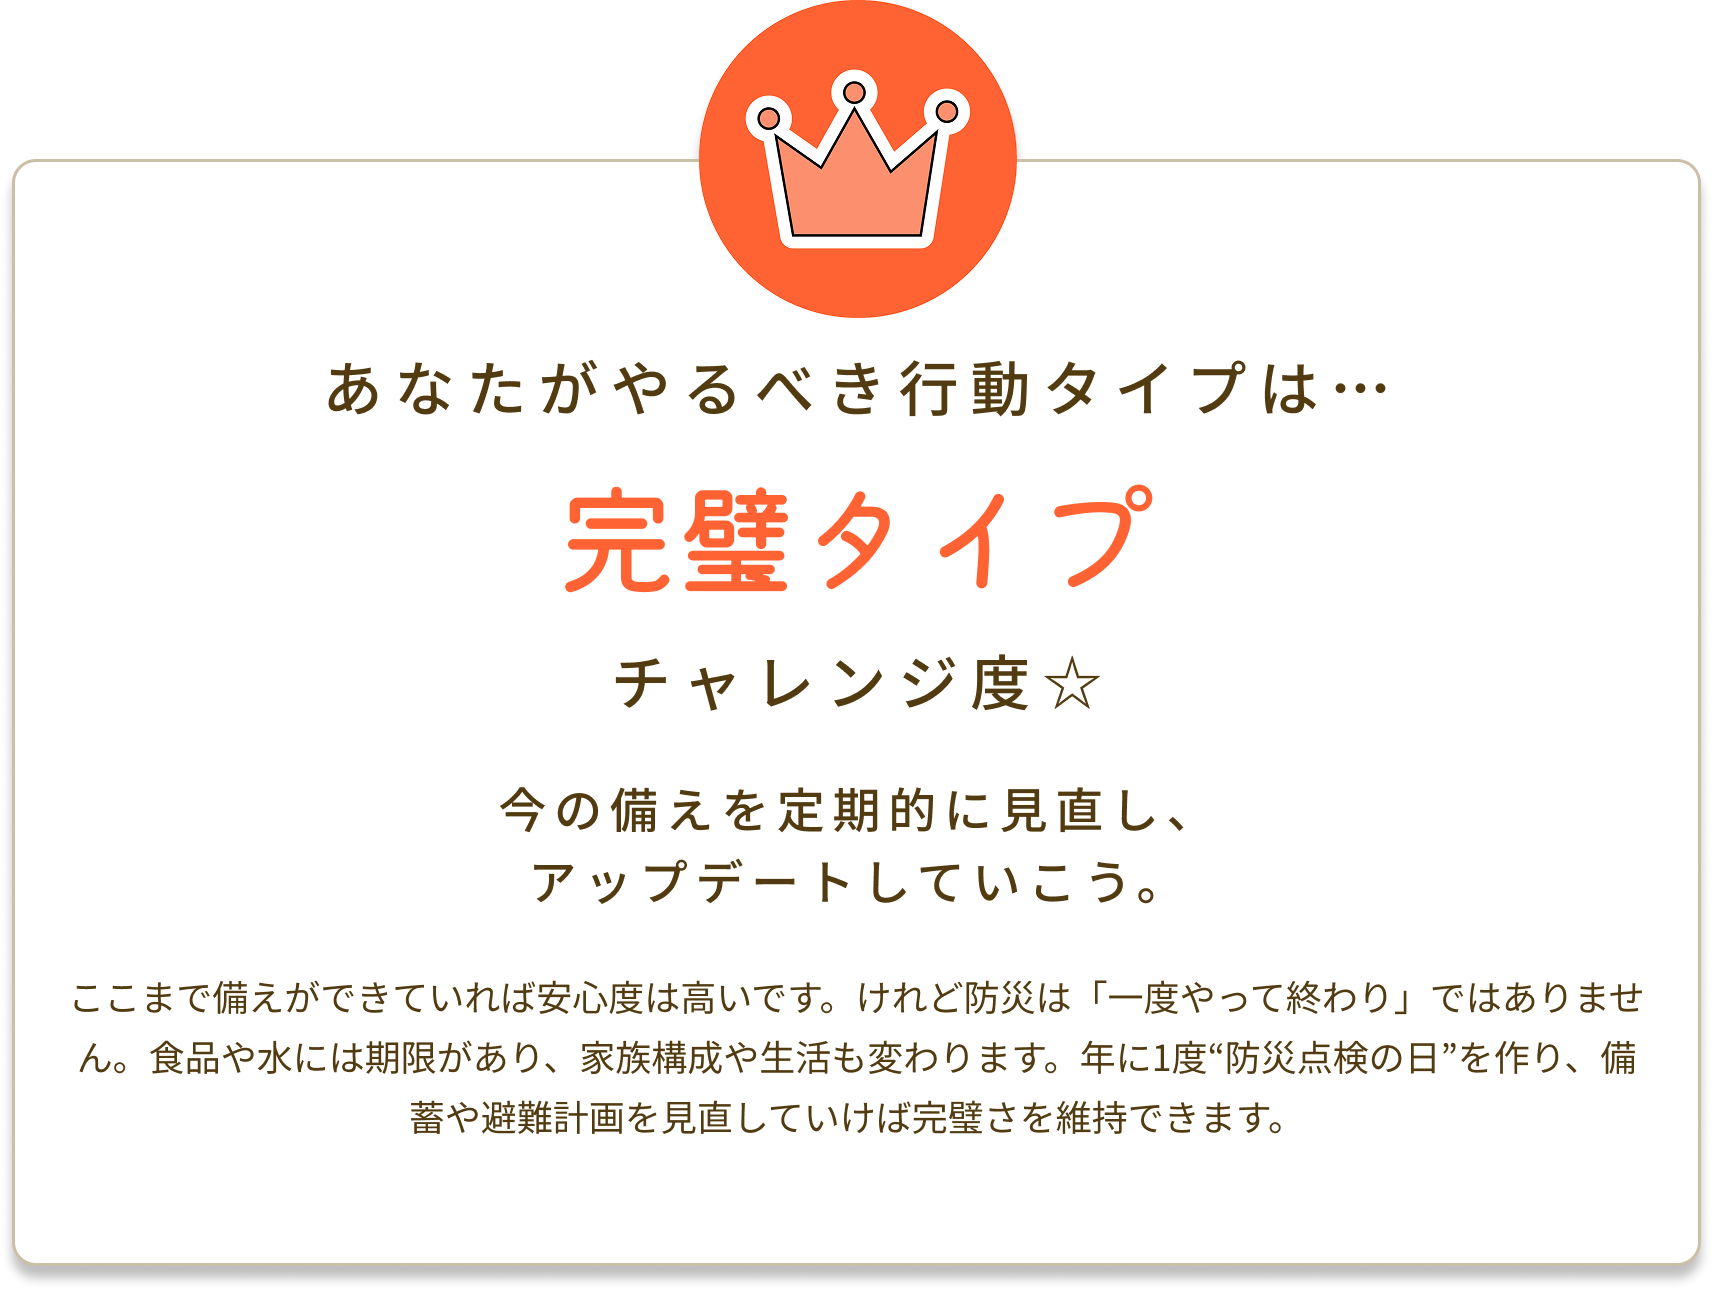 あなたがやるべき行動タイプは…
完璧タイプ
チャレンジ度☆
今の備えを定期的に見直し、
アップデートしていこう。
ここまで備えができていれば安心度は高いです。けれど防災は「一度やって終わり」ではありませ
ん。食品や水には期限があり、家族構成や生活も変わります。年に1度“防災点検の日”を作り、備
蓄や避難計画を見直していけば完璧さを維持できます。